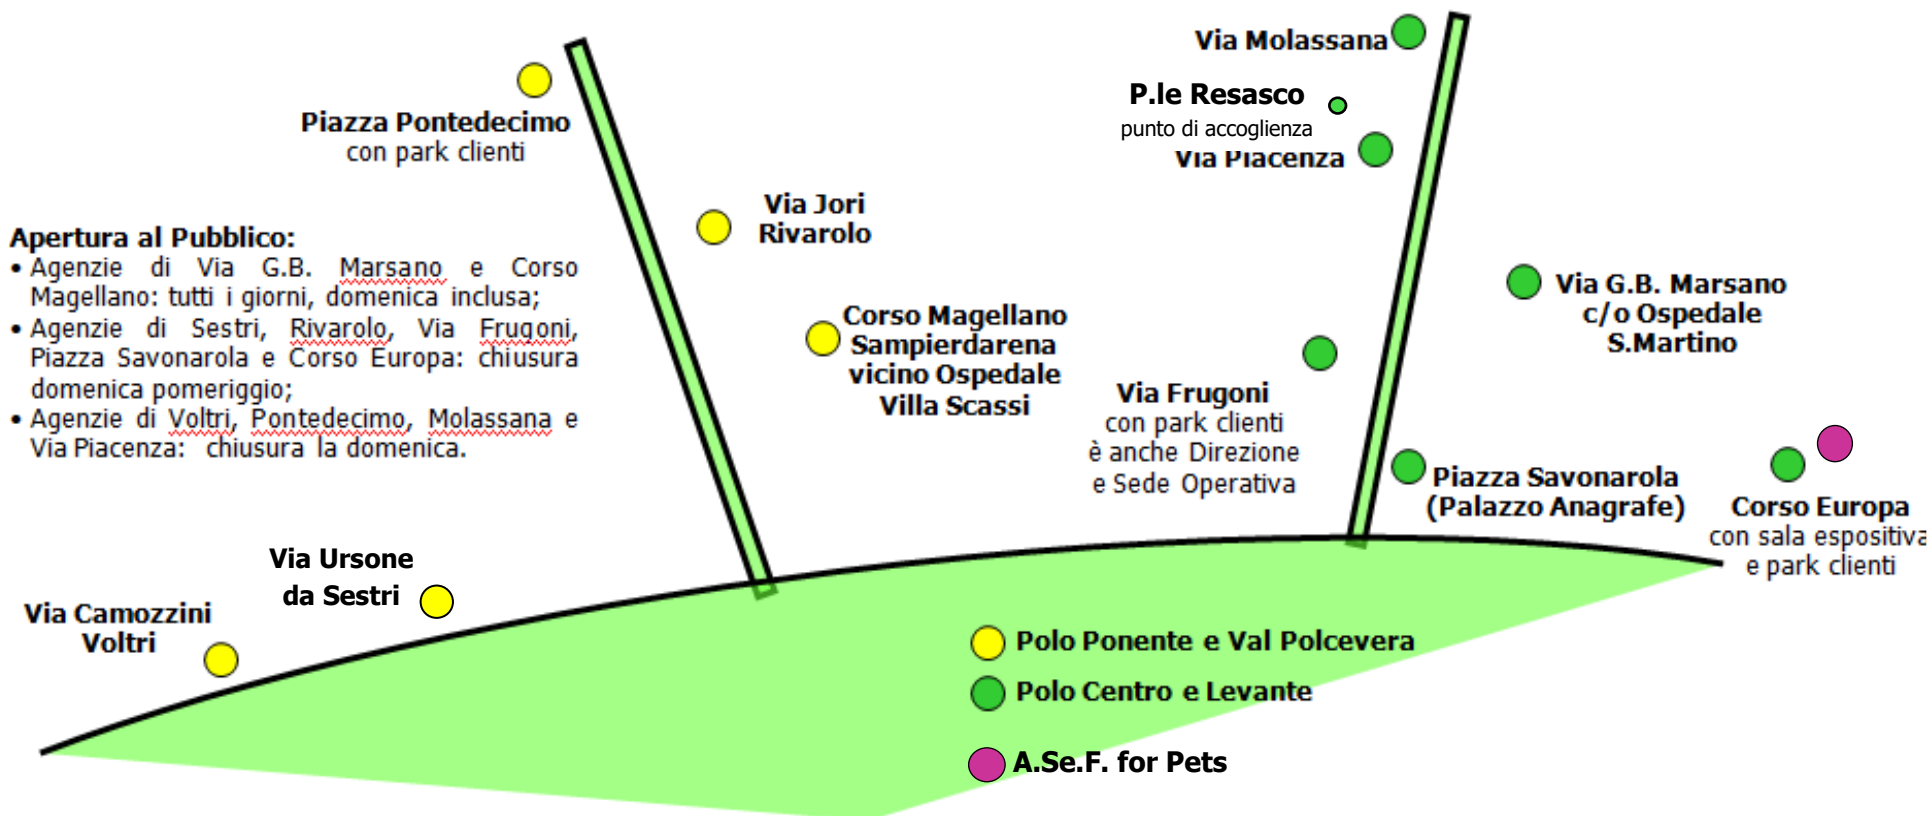 Via Molassana
P.le Resasco
punto di accoglienza
Via Piacenza
Piazza Pontedecimo
con park clienti
Via Jori
Rivarolo
Apertura al Pubblico:
• Agenzie di Via G.B. Marsano e Corso
Magellano: tutti i giorni, domenica inclusa;
• Agenzie di Sestri, Rivarolo, Via Frugoni,
Piazza Savonarola e Corso Europa: chiusura
domenica pomeriggio;
• Agenzie di Voltri, Pontedecimo, Molassana e
Via Piacenza: chiusura la domenica.
Corso Magellano
Sampierdarena
vicino Ospedale
Villa Scassi
Via G.B. Marsano
c/o Ospedale
S.Martino
Via Frugoni
con park clienti
è anche Direzione
e Sede Operativa
Piazza Savonarola
(Palazzo Anagrafe)
Corso Europa
con sala espositiva
e park clienti
Via Ursone
da Sestri
Via Camozzini
Voltri
Polo Ponente e Val Polcevera
Polo Centro e Levante
A.Se.F. for Pets